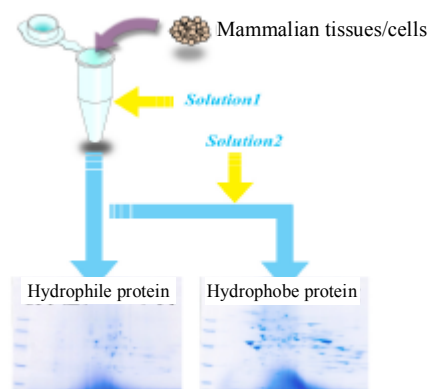 Mammalian tissues/cells
Solution1
Solution2
Hydrophile protein
Hydrophobe protein